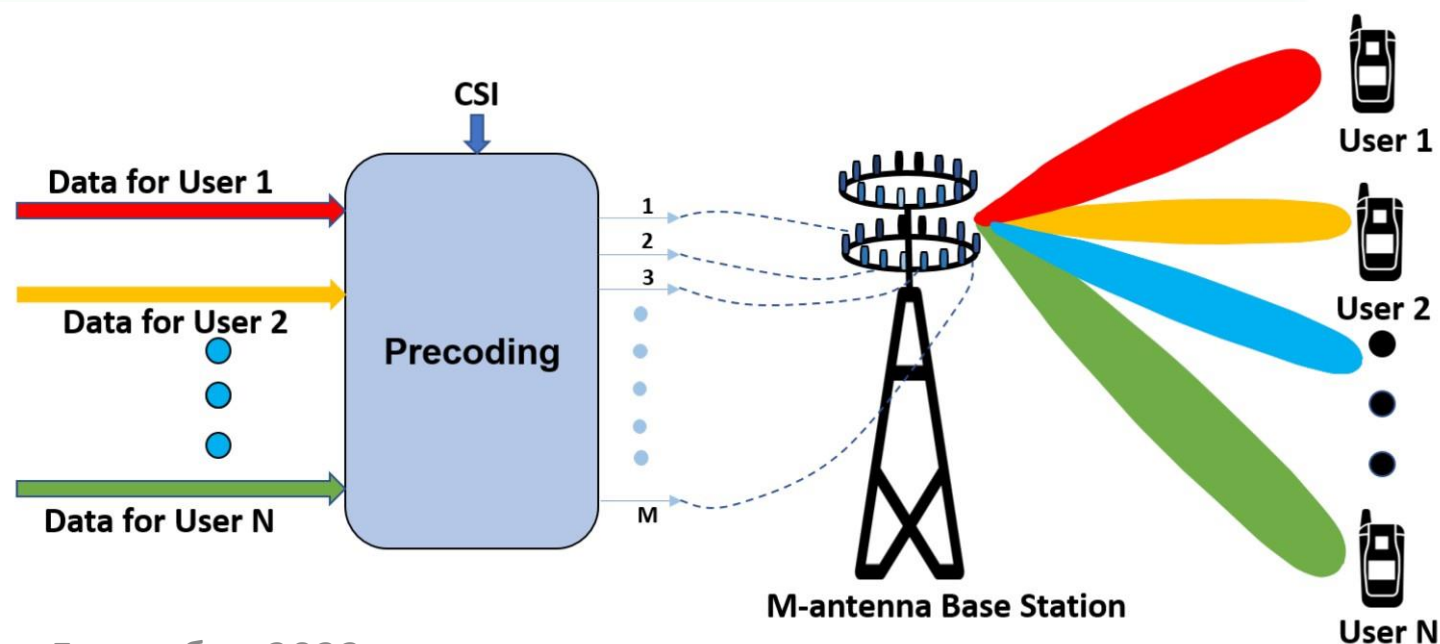 CSI
Data for User 1
Data for User 2
Data for User N
Precoding
1
2
3
M
M-antenna Base Station
User 1
User 2
User N